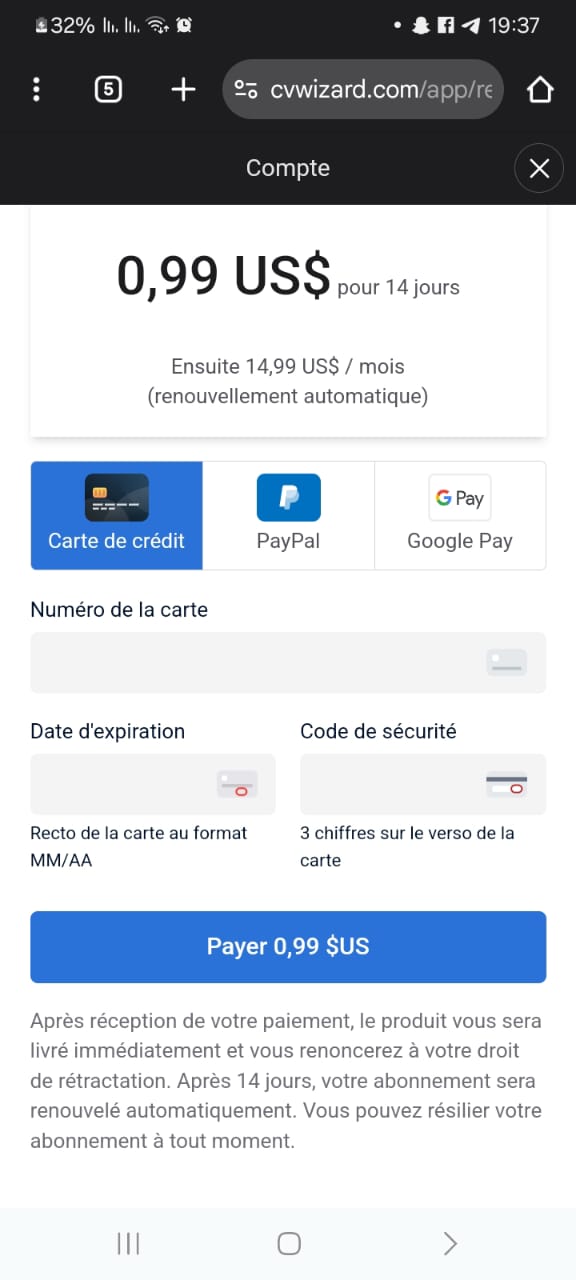 32% 19:37
5 cvwizard.com/app/re
Compte
0,99 US$ pour 14 jours
Ensuite 14,99 US$ / mois
(renouvellement automatique)
G Pay
Carte de crédit PayPal Google Pay
Numéro de la carte
Date d'expiration Code de sécurité
Recto de la carte au format 3 chiffres sur le verso de la
MM/AA carte
Payer 0,99 $US
Après réception de votre paiement, le produit vous sera
livré immédiatement et vous renoncerez à votre droit
de rétractation. Après 14 jours, votre abonnement sera
renouvelé automatiquement. Vous pouvez résilier votre
abonnement à tout moment.